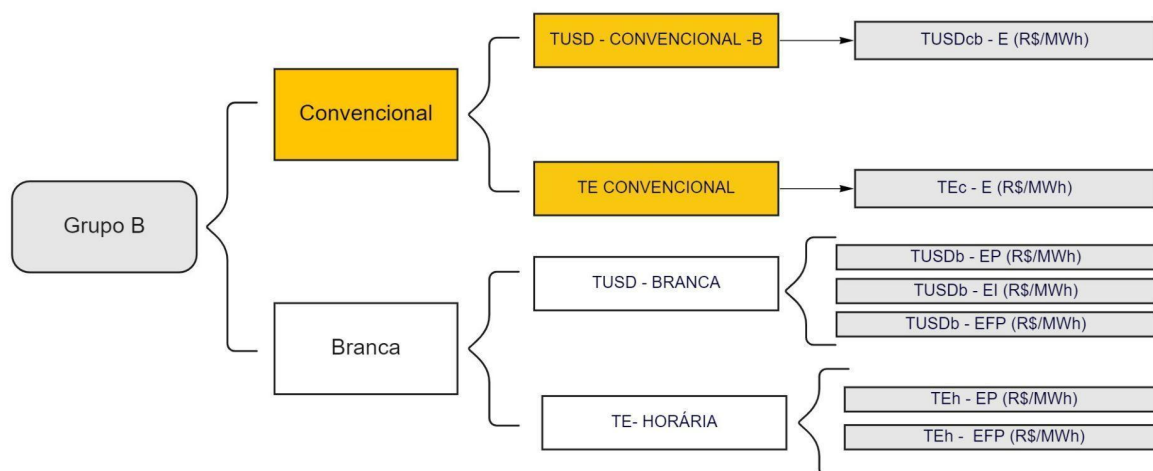 Grupo B
Convencional
TUSD - CONVENCIONAL -B
TUSDcb - E (R$/MWh)
TE CONVENCIONAL
TEc - E (R$/MWh)
Branca
TUSD - BRANCA
TUSDb - EP (R$/MWh)
TUSDb - EI (R$/MWh)
TUSDb - EFP (R$/MWh)
TE- HORÁRIA
TEh - EP (R$/MWh)
TEh - EFP (R$/MWh)